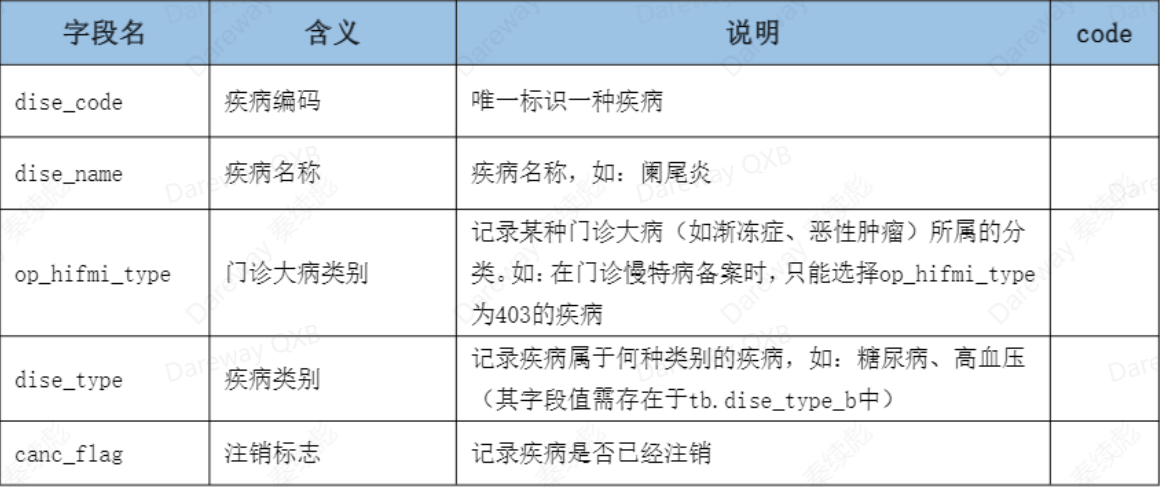 字段名 含义 说明 code
dise_code 疾病编码 唯一标识一种疾病
dise_name 疾病名称 疾病名称，如：阑尾炎
op_hifmi_type 门诊大病类别 记录某种门诊大病（如渐冻症、恶性肿瘤）所属的分
类。如：在门诊慢特病备案时，只能选择op_hifmi_type
为403的疾病
dise_type 疾病类别 记录疾病属于何种类别的疾病，如：糖尿病、高血压
（其字段值需存在于tb.dise_type_b中）
canc_flag 注销标志 记录疾病是否已经注销
Dareway QXB
秦续彪